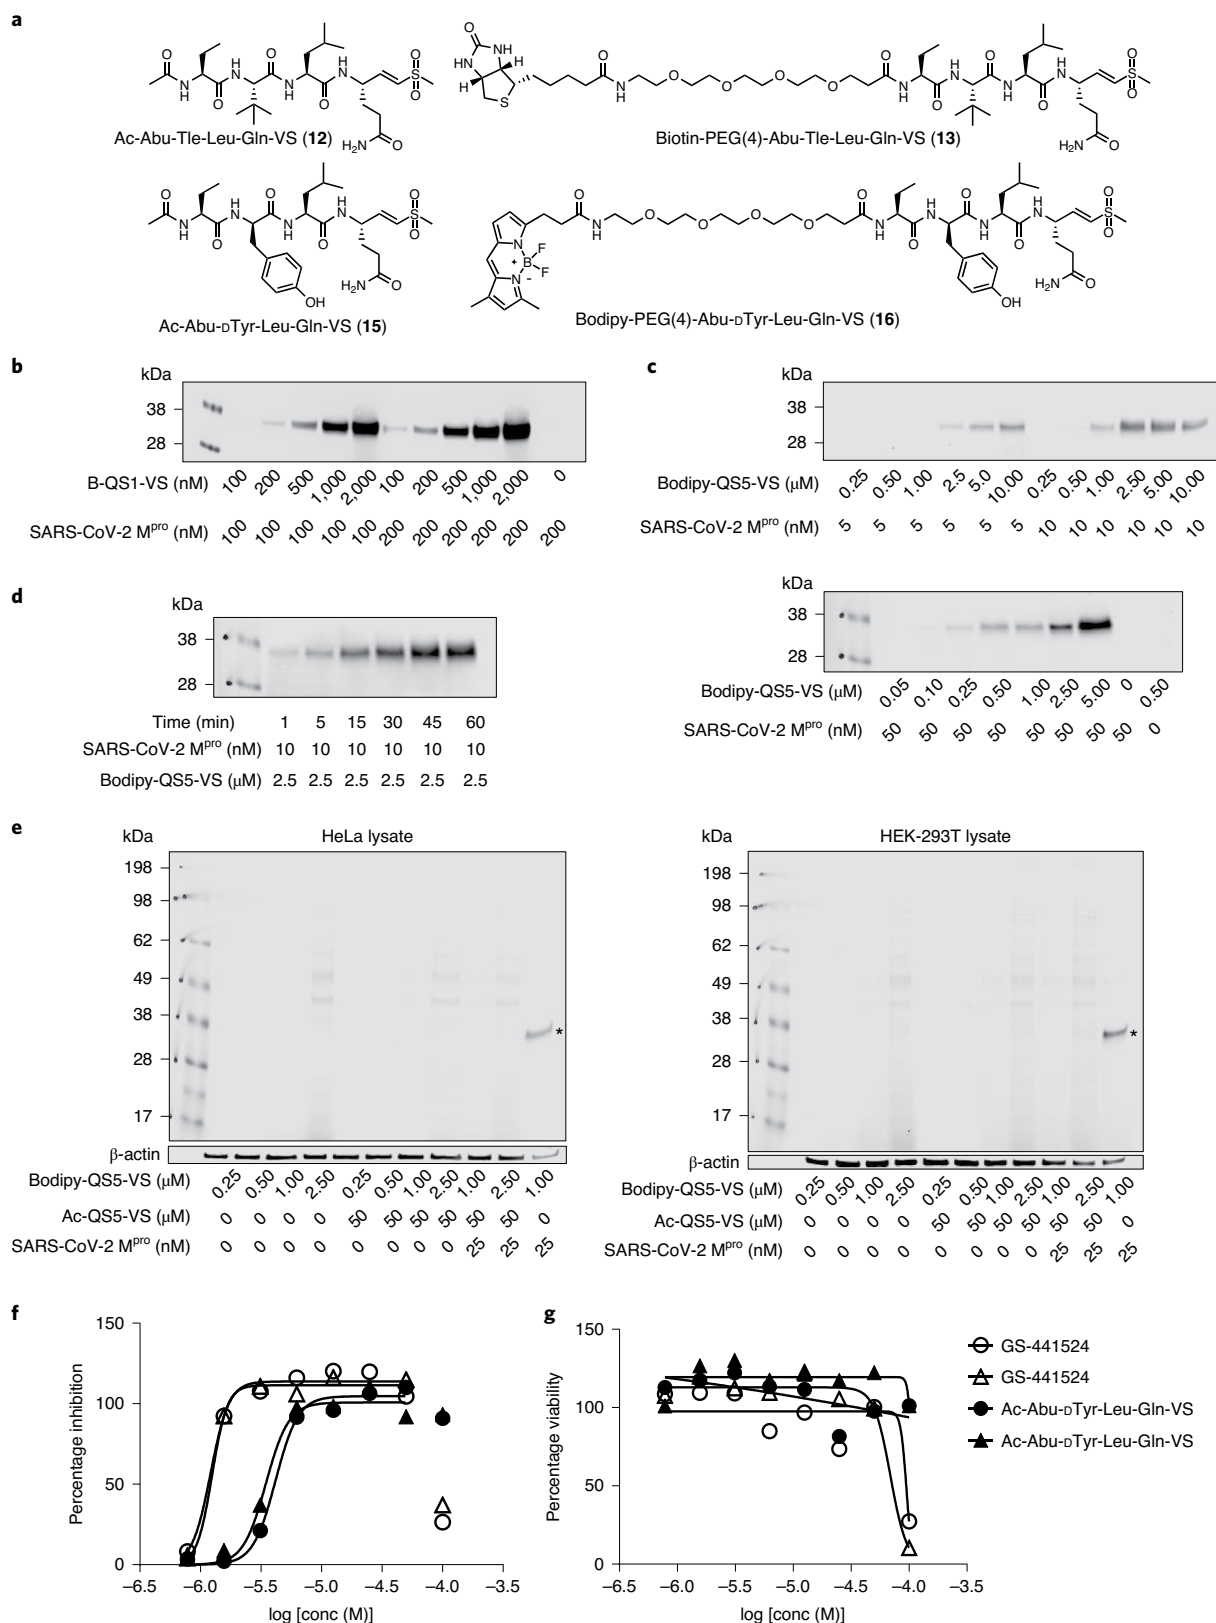 a
O HN NH H H S O N H O O O O O N H O H N O N H O H N O S O H2N O
O N H O H N O N H O H N O S O
Ac-Abu-Tle-Leu-Gln-VS (12) H2N O
Biotin-PEG(4)-Abu-Tle-Leu-Gln-VS (13)
O N H O H N O N H O H N O S O OH H2N O
Ac-Abu-DTyr-Leu-Gln-VS (15)
N + B F F N - O N H O O O O O N H O H N O N H O H N O S O OH H2N O
Bodipy-PEG(4)-Abu-DTyr-Leu-Gln-VS (16)
b
kDa
38
28
B-QS1-VS (nM) 100 200 500 1,000 2,000 100 200 500 1,000 2,000 0
SARS-CoV-2 Mpro (nM) 100 100 100 100 100 200 200 200 200 200 200
c
kDa
38
28
Bodipy-QS5-VS (μM) 0.25 0.50 1.00 2.5 5.0 10.00 0.25 0.50 1.00 2.50 5.00 10.00
SARS-CoV-2 Mpro (nM) 5 5 5 5 5 5 10 10 10 10 10 10
kDa
38
28
Bodipy-QS5-VS (μM) 0.05 0.10 0.25 0.50 1.00 2.50 5.00 0 0.50
SARS-CoV-2 Mpro (nM) 50 50 50 50 50 50 50 50 0
d
kDa
38
28
Time (min) 1 5 15 30 45 60
SARS-CoV-2 Mpro (nM) 10 10 10 10 10 10
Bodipy-QS5-VS (μM) 2.5 2.5 2.5 2.5 2.5 2.5
e
kDa HeLa lysate
198
98
62
49
38
*
28
17
β-actin
Bodipy-QS5-VS (μM) 0.25 0.50 1.00 2.50 0.25 0.50 1.00 2.50 1.00 2.50 1.00
Ac-QS5-VS (μM) 0 0 0 0 50 50 50 50 50 50 0
SARS-CoV-2 Mpro (nM) 0 0 0 0 0 0 0 0 25 25 25
kDa HEK-293T lysate
198
98
62
49
38
*
28
17
β-actin
Bodipy-QS5-VS (μM) 0.25 0.50 1.00 2.50 0.25 0.50 1.00 2.50 1.00 2.50 1.00
Ac-QS5-VS (μM) 0 0 0 0 50 50 50 50 50 50 0
SARS-CoV-2 Mpro (nM) 0 0 0 0 0 0 0 0 25 25 25
f
Percentage inhibition
150
100
50
0
–6.5 –6.0 –5.5 –5.0 –4.5 –4.0 –3.5
log [conc (M)]
g
Percentage viability
150
100
50
0
–6.5 –6.0 –5.5 –5.0 –4.5 –4.0 –3.5
log [conc (M)]
GS-441524
GS-441524
Ac-Abu-DTyr-Leu-Gln-VS
Ac-Abu-DTyr-Leu-Gln-VS